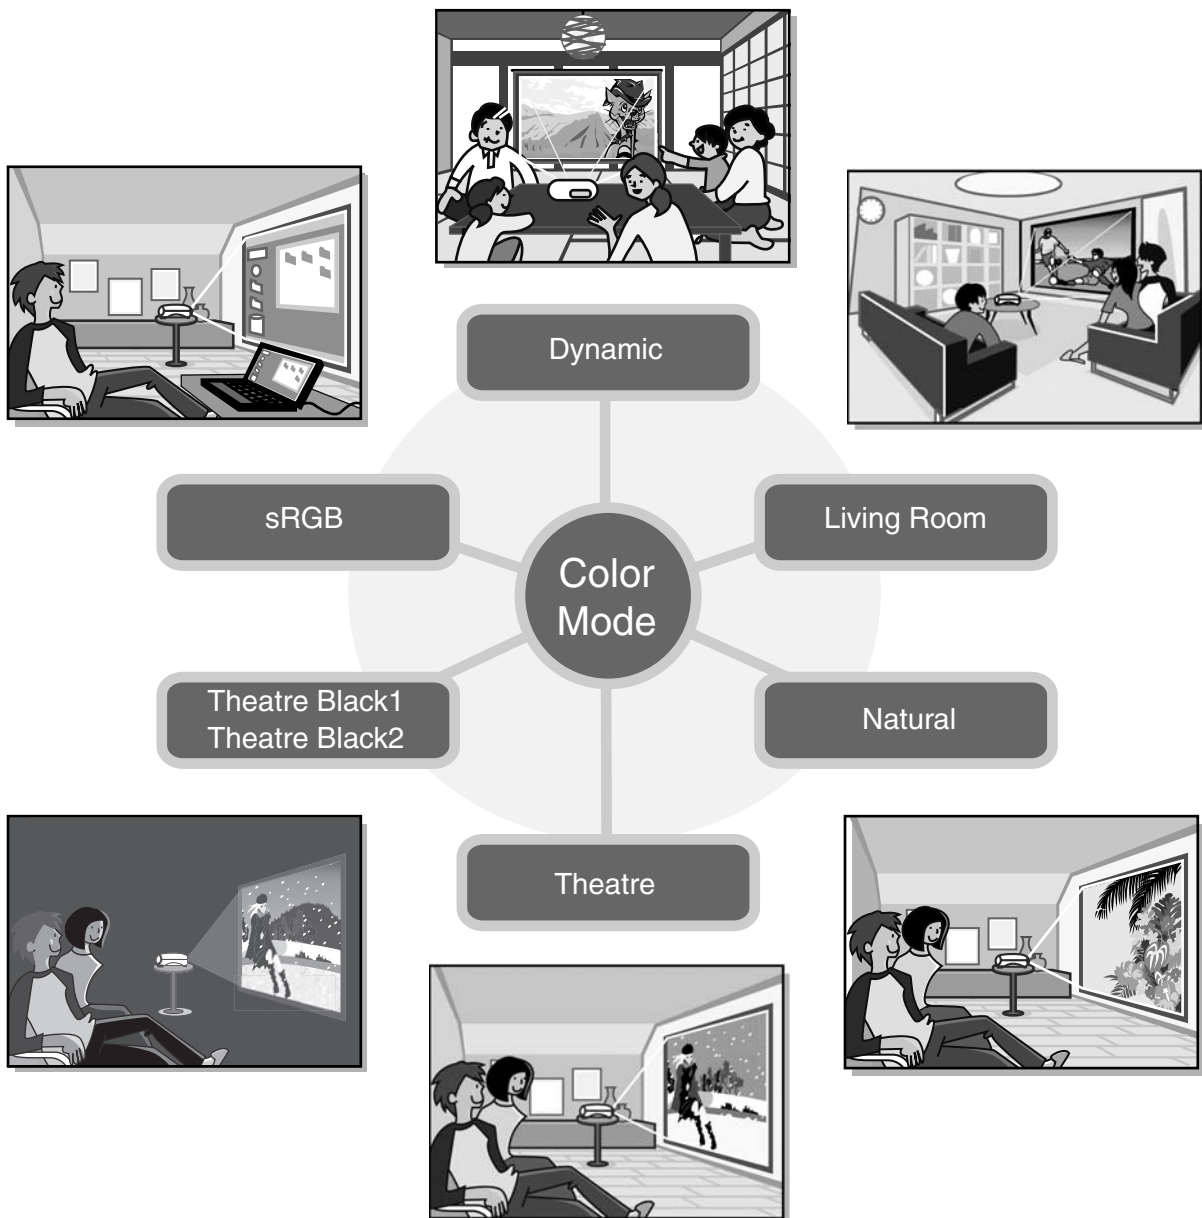 Dynamic
sRGB
Living Room
Color
Mode
Theatre Black1
Theatre Black2
Natural
Theatre